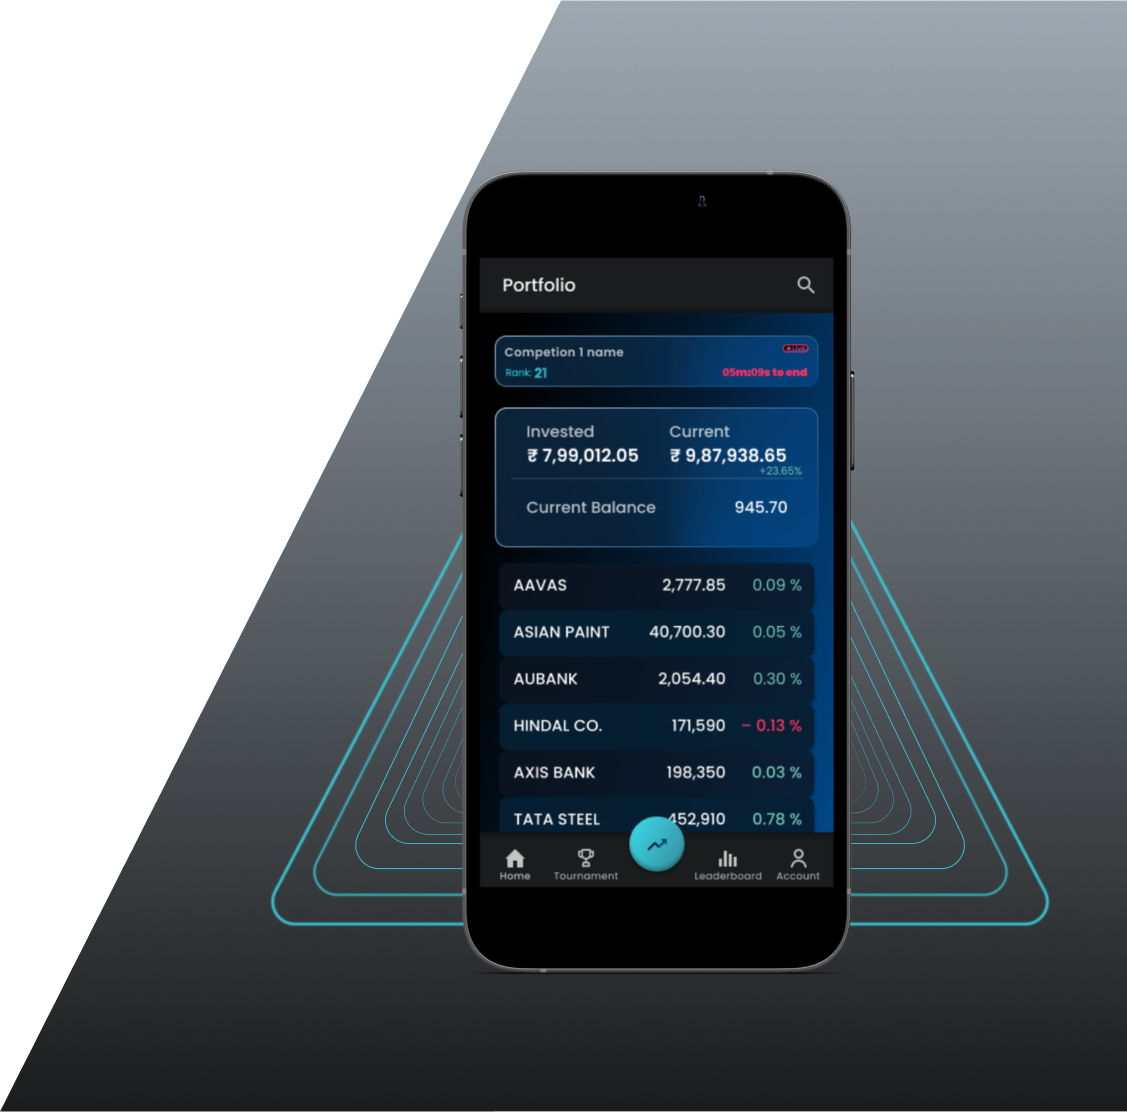 Portfolio
Competion 1 name
LIVE
Rank: 21
05m:09s to end
Invested
Current
₹ 7,99,012.05
₹ 9,87,938.65
+23.65%
Current Balance
945.70
AAVAS 2,777.85 0.09 %
ASIAN PAINT 40,700.30 0.05 %
AUBANK 2,054.40 0.30 %
HINDAL CO. 171,590 – 0.13 %
AXIS BANK 198,350 0.03 %
TATA STEEL 452,910 0.78 %
Home
Tournament
Leaderboard
Account